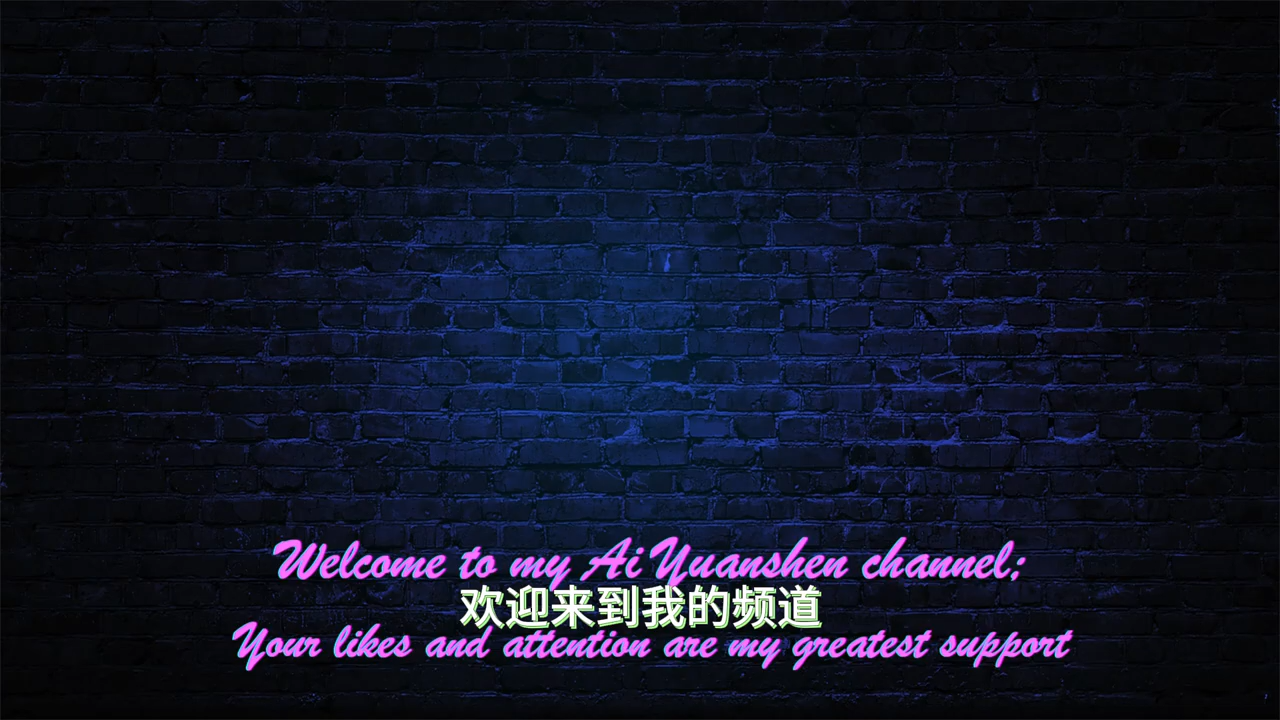 Welcome to my Ai Yuanshen channel;
欢迎来到我的频道
Your likes and attention are my greatest support